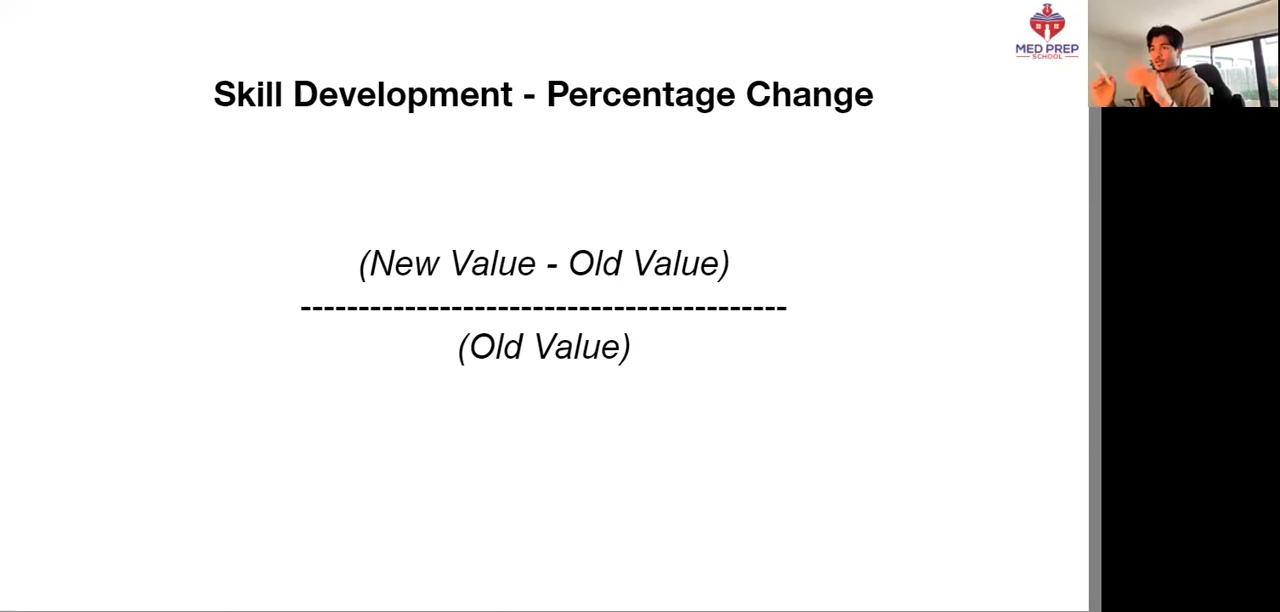 MED PREP
SCHOOL
Skill Development - Percentage Change
(New Value - Old Value)
------------------------------------------
(Old Value)